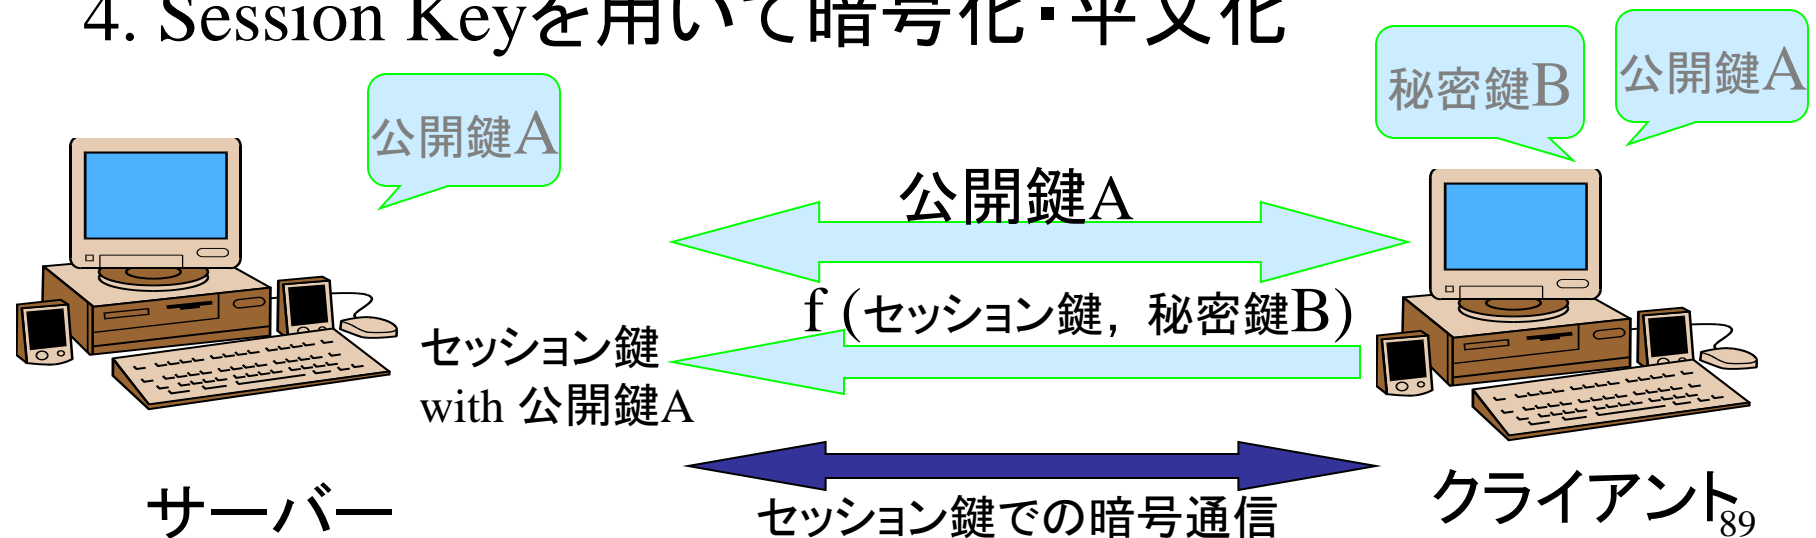 4. Session Keyを用いて暗号化・平文化
公開鍵A
秘密鍵B
公開鍵A
公開鍵A
f (セッション鍵, 秘密鍵B)
セッション鍵
with 公開鍵A
セッション鍵での暗号通信
サーバー
クライアント
89